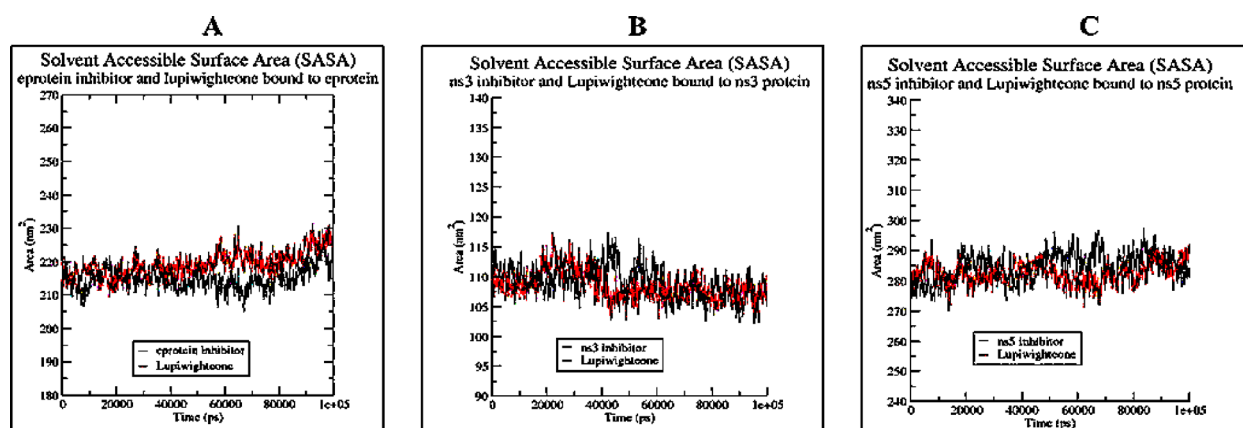 A
Solvent Accessible Surface Area (SASA)
eprotein inhibitor and lupiwighteone bound to eprotein
270
260
250
240
230
220
210
200
190
180
Area (nm²)
eprotein inhibitor
Lupiwighteone
0
20000
40000
60000
80000
1e+05
Time (ps)
B
Solvent Accessible Surface Area (SASA)
ns3 inhibitor and Lupiwighteone bound to ns3 protein
140
135
130
125
120
115
110
105
100
95
90
Area (nm²)
ns3 inhibitor
Lupiwighteone
0
20000
40000
60000
80000
1e+05
Time (ps)
C
Solvent Accessible Surface Area (SASA)
ns5 inhibitor and Lupiwighteone bound to ns5 protein
340
330
320
310
300
290
280
270
260
250
240
Area (nm²)
ns5 inhibitor
Lupiwighteone
0
20000
40000
60000
80000
1e+05
Time (ps)